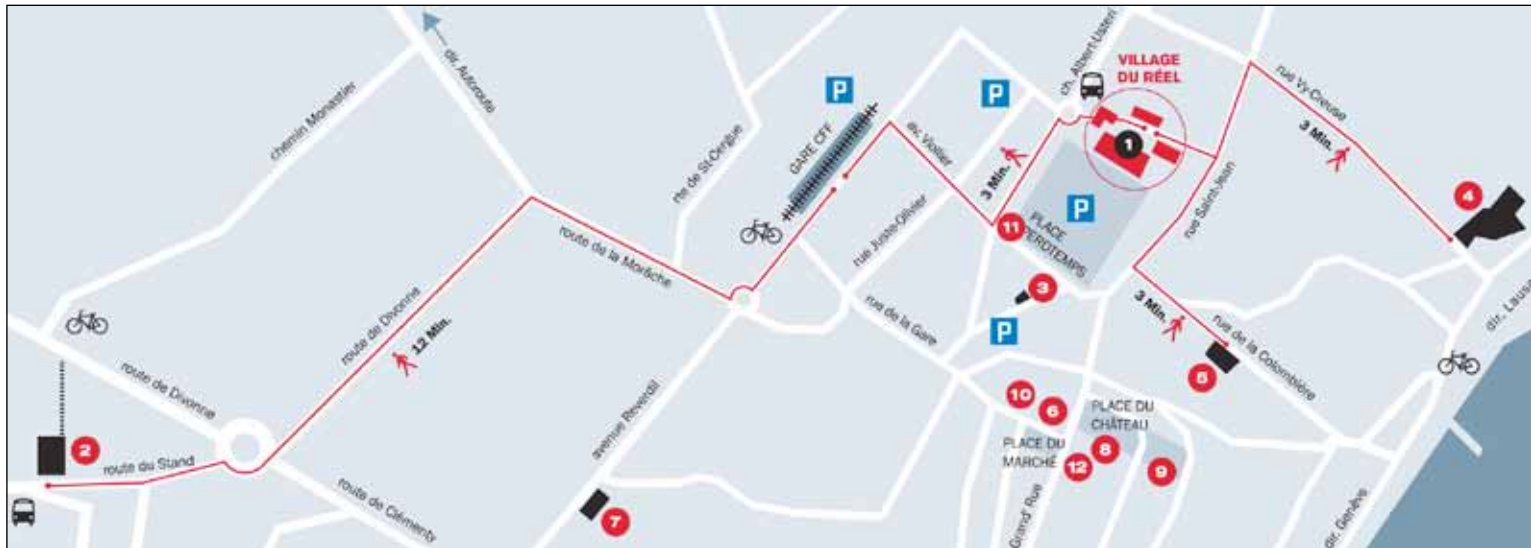 dir. Autoroute
chemin Monastier
rte de St-Cergue
P
GARE CFF
av. Viollier
P
ch. Albert-Usteri
VILLAGE
DU RÉEL
1
rue Vy-Creuse
3 Min.
4
3 Min.
P
11
PLACE
PERDTEMPS
rue Saint-Jean
rue Juste-Olivier
route de la Morâche
route de Divonne
12 Min.
3
P
rue de la Gare
3 Min.
rue de la Colombière
5
route de Divonne
2
route du Stand
route de Clémenty
avenue Reverdil
7
10
6
PLACE DU
CHÂTEAU
8
9
PLACE DU
MARCHÉ
12
Grand' Rue
dir. Genève
dir. Laus